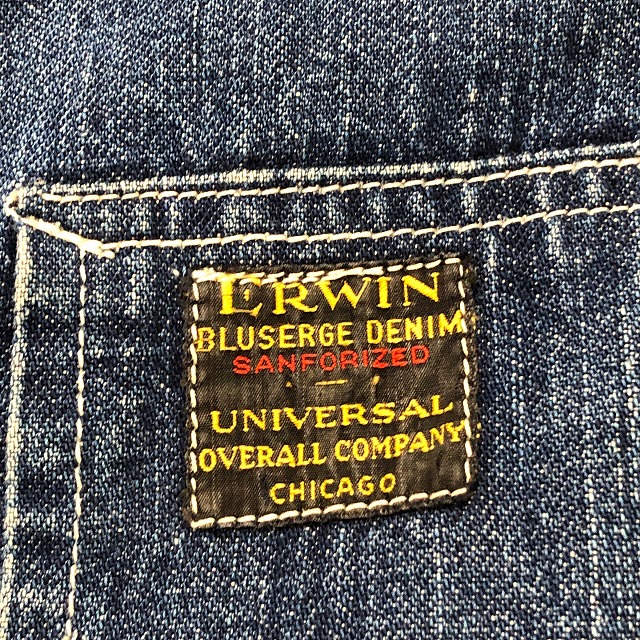 ERWIN
BLUSERGE DENIM
SANFORIZED
UNIVERSAL
OVERALL COMPANY
CHICAGO